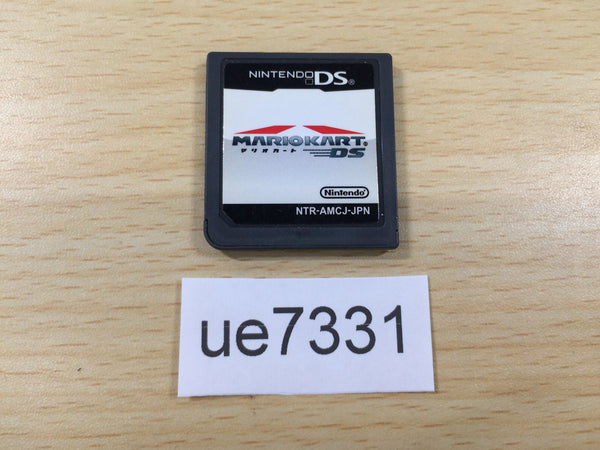 NINTENDO DS®
MARIOKART®
マリオカート DS
Nintendo®
NTR-AMCJ-JPN
ue7331